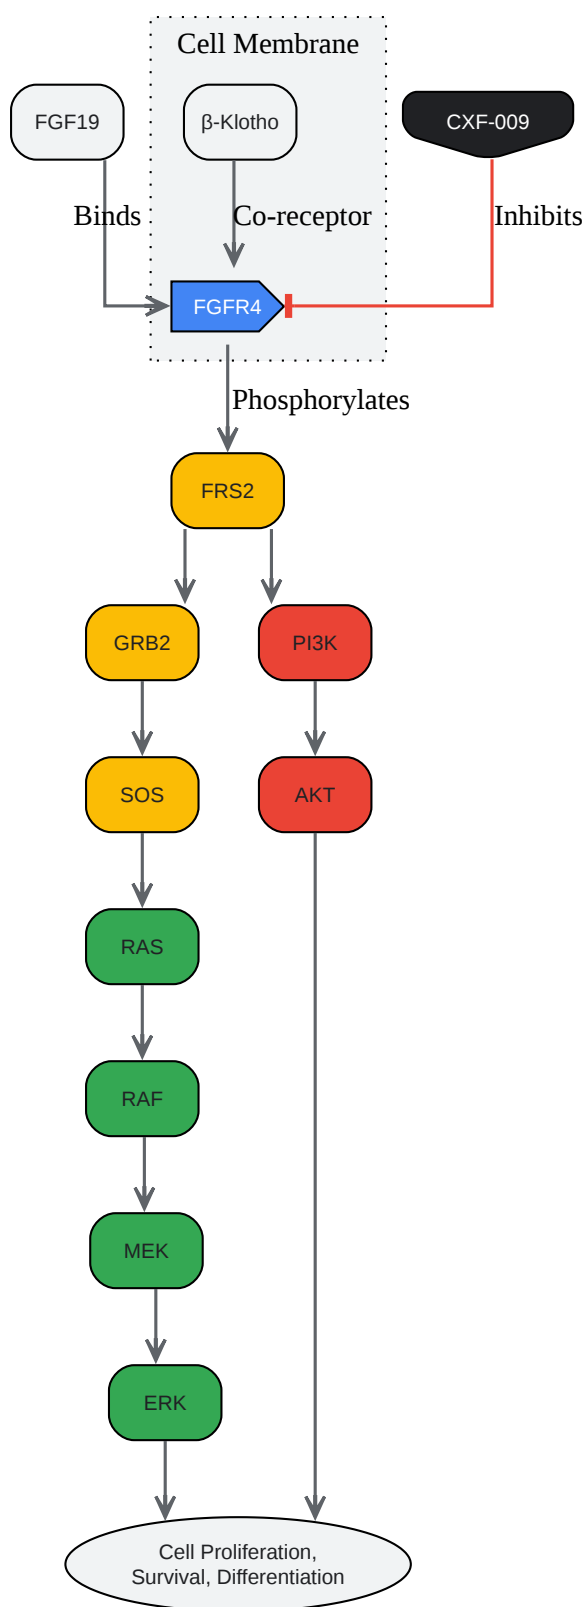 Cell Membrane
FGF19
β-Klotho
CXF-009
Binds
Co-receptor
Inhibits
FGFR4
Phosphorylates
FRS2
GRB2
PI3K
SOS
AKT
RAS
RAF
MEK
ERK
Cell Proliferation,
Survival, Differentiation